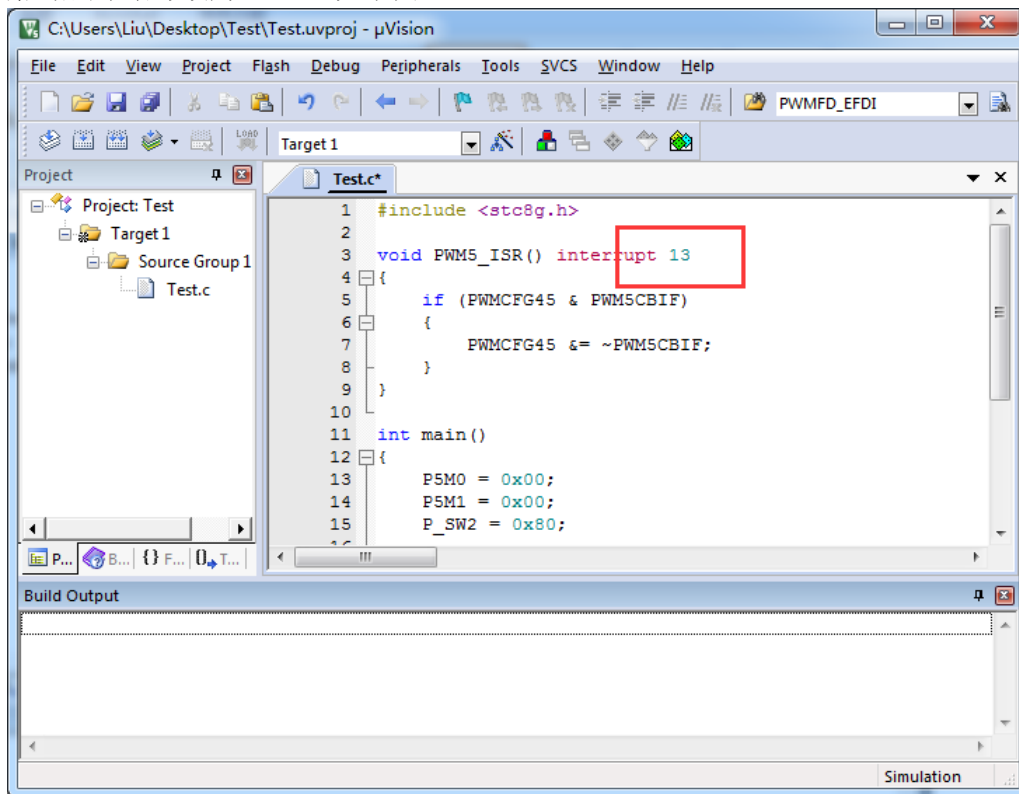 C:\Users\Liu\Desktop\Test\Test.uvproj - µVision
File Edit View Project Flash Debug Peripherals Tools SVCS Window Help
PWMFD_EFDI
LOAD Target 1
Project
Test.c*
Project: Test
Target 1
Source Group 1
Test.c
1 #include <stc8g.h>
2
3 void PWM5_ISR() interrupt 13
4 {
5 if (PWMCFG45 & PWM5CBIF)
6 {
7 PWMCFG45 &= ~PWM5CBIF;
8 }
9 }
10
11 int main()
12 {
13 P5M0 = 0x00;
14 P5M1 = 0x00;
15 P_SW2 = 0x80;
P... B... {} F... 0 T...
Build Output
Simulation